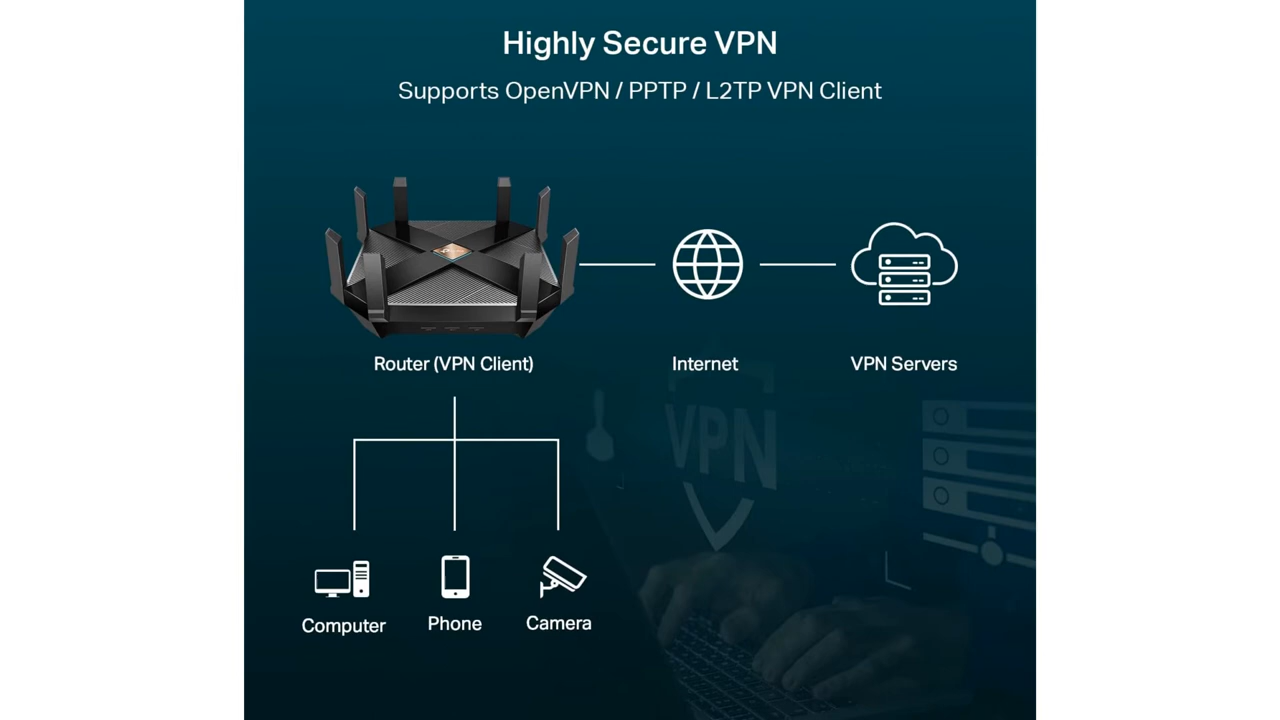 Highly Secure VPN
Supports OpenVPN / PPTP / L2TP VPN Client
Router (VPN Client)
Internet
VPN Servers
VPN
Computer
Phone
Camera